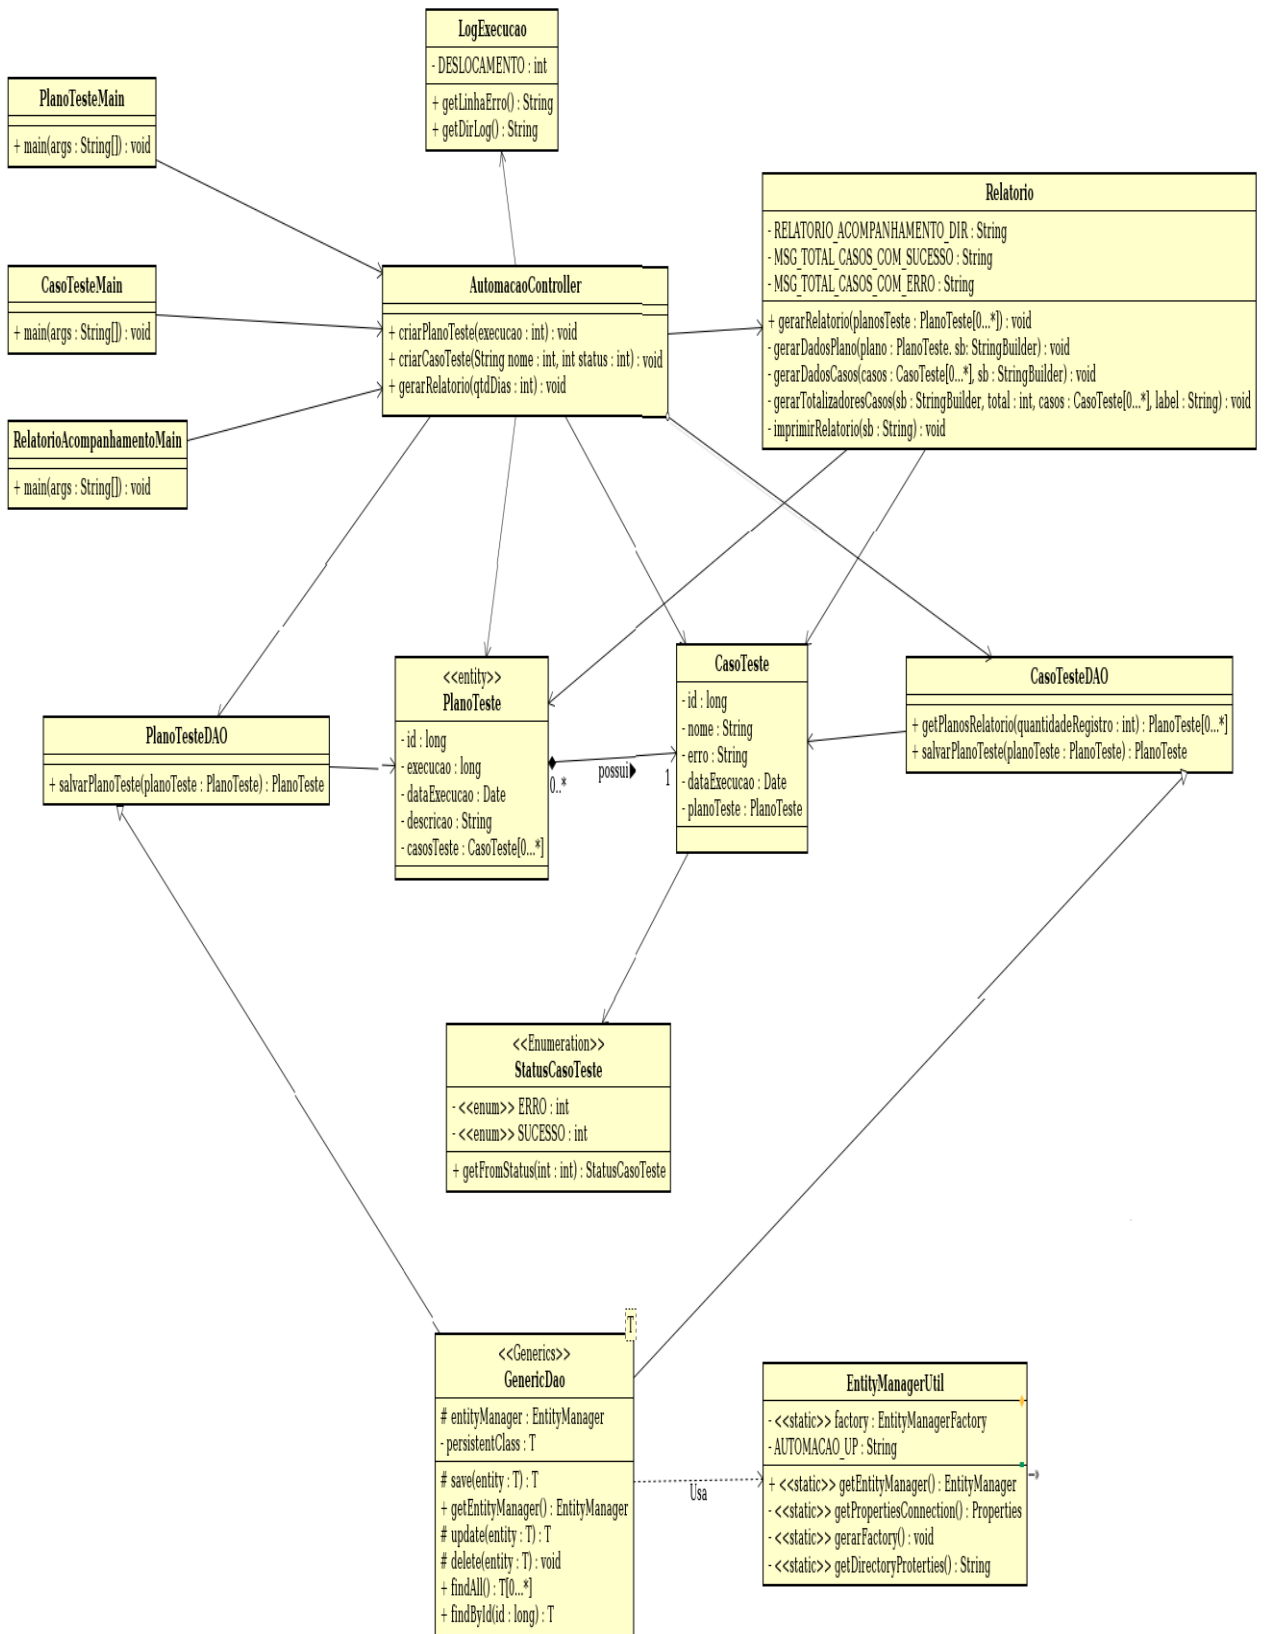 LogExecucao
- DESLOCAMENTO : int
+ getLinhaErro() : String
+ getDirLog() : String
PlanoTesteMain
+ main(args : String[]) : void
Relatorio
- RELATORIO_ACOMPANHAMENTO_DIR : String
- MSG_TOTAL_CASOS_COM_SUCESSO : String
- MSG_TOTAL_CASOS_COM_ERRO : String
+ gerarRelatorio(planosTeste : PlanoTeste[0...*]) : void
- gerarDadosPlano(plano : PlanoTeste. sb: StringBuilder) : void
- gerarDadosCasos(casos : CasoTeste[0...*], sb : StringBuilder) : void
- gerarTotalizadoresCasos(sb : StringBuilder, total : int, casos : CasoTeste[0...*], label : String) : void
- imprimirRelatorio(sb : String) : void
CasoTesteMain
+ main(args : String[]) : void
AutomacaoController
+ criarPlanoTeste(execucao : int) : void
+ criarCasoTeste(String nome : int, int status : int) : void
+ gerarRelatorio(qtdDias : int) : void
RelatorioAcompanhamentoMain
+ main(args : String[]) : void
<<entity>>
PlanoTeste
- id : long
- execucao : long
- dataExecucao : Date
- descricao : String
- casosTeste : CasoTeste[0...*]
0..*
possui
1
CasoTeste
- id : long
- nome : String
- erro : String
- dataExecucao : Date
- planoTeste : PlanoTeste
CasoTesteDAO
+ getPlanosRelatorio(quantidadeRegistro : int) : PlanoTeste[0...*]
+ salvarPlanoTeste(planoTeste : PlanoTeste) : PlanoTeste
PlanoTesteDAO
+ salvarPlanoTeste(planoTeste : PlanoTeste) : PlanoTeste
<<Enumeration>>
StatusCasoTeste
- <<enum>> ERRO : int
- <<enum>> SUCESSO : int
+ getFromStatus(int : int) : StatusCasoTeste
T
<<Generics>>
GenericDao
# entityManager : EntityManager
- persistentClass : T
# save(entity : T) : T
+ getEntityManager() : EntityManager
# update(entity : T) : T
# delete(entity : T) : void
+ findAll() : T[0...*]
+ findById(id : long) : T
Usa
EntityManagerUtil
- <<static>> factory : EntityManagerFactory
- AUTOMACAO_UP : String
+ <<static>> getEntityManager() : EntityManager
- <<static>> getPropertiesConnection() : Properties
- <<static>> gerarFactory() : void
- <<static>> getDirectoryProterties() : String